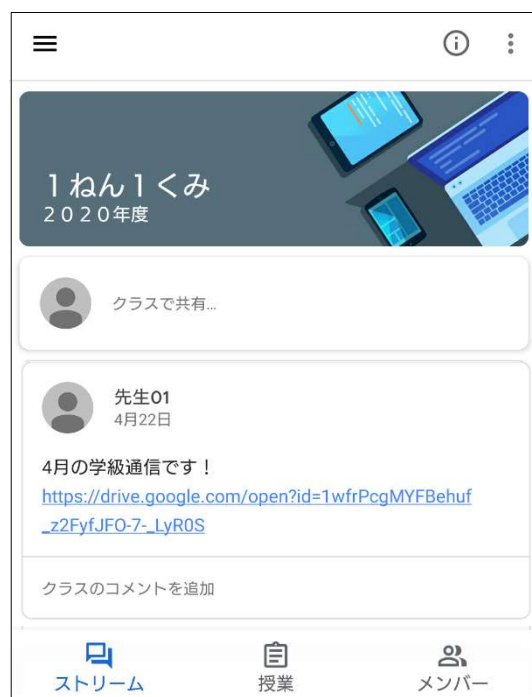 １ねん１くみ
２０２０年度
クラスで共有...
先生01
4月22日
4月の学級通信です！
https://drive.google.com/open?id=1wfrPcgMYFBehuf
_z2FyfJFO-7-_LyR0S
クラスのコメントを追加
ストリーム
授業
メンバー